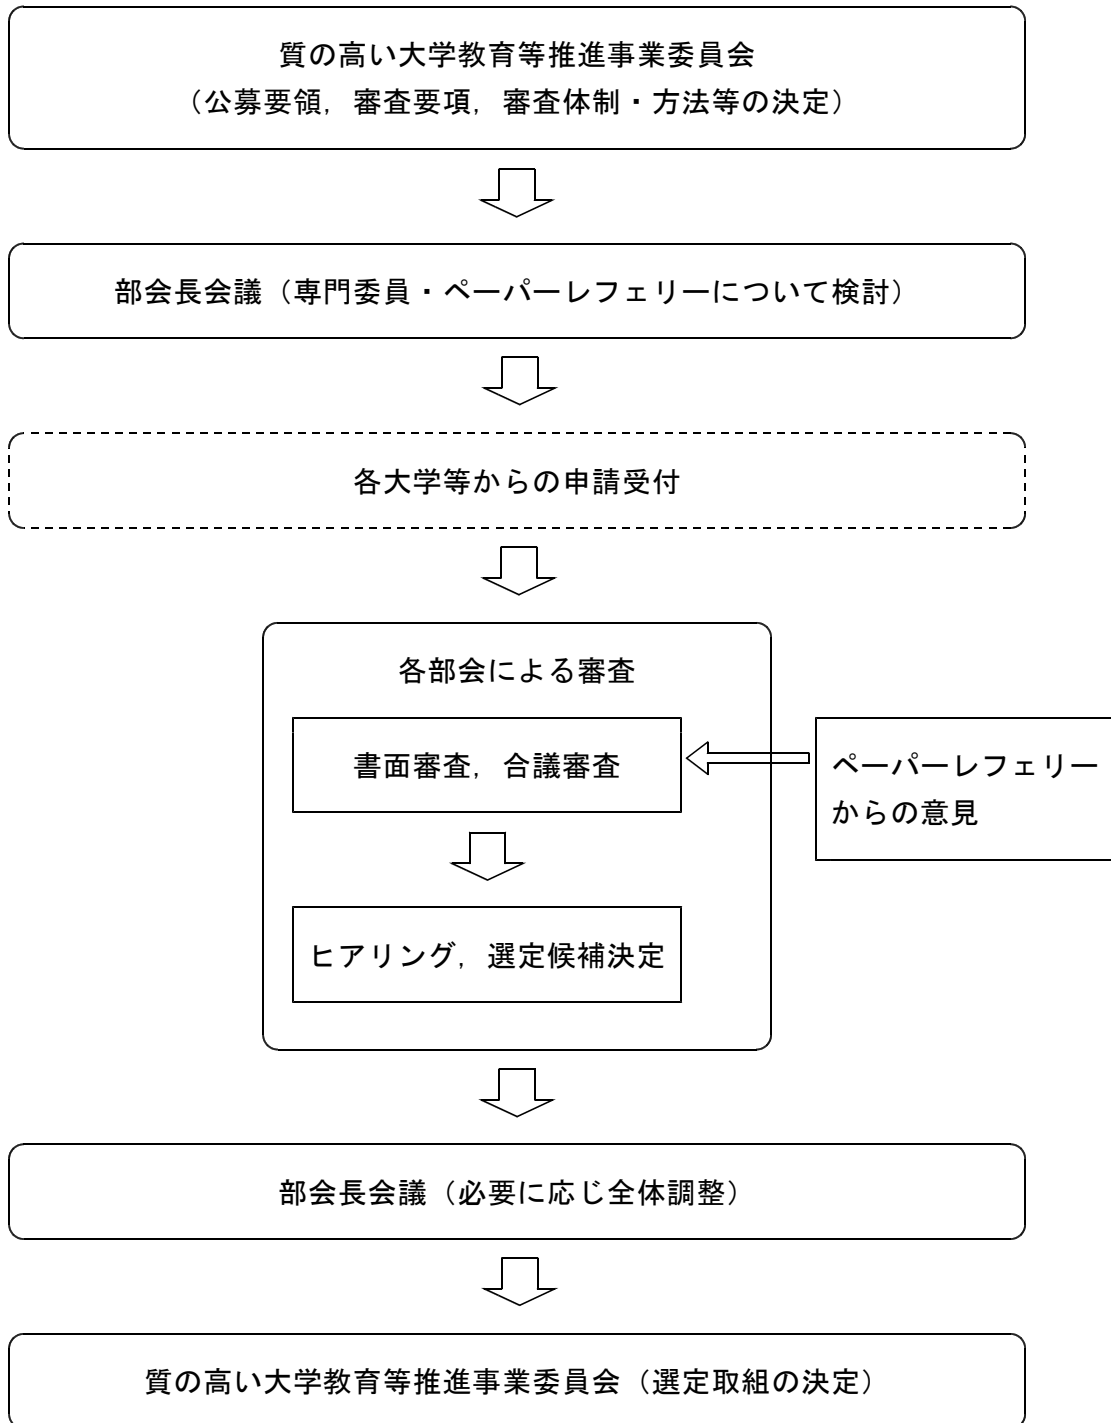 質の高い大学教育等推進事業委員会
（公募要領，審査要項，審査体制・方法等の決定）
部会長会議（専門委員・ペーパーレフェリーについて検討）
各大学等からの申請受付
各部会による審査
書面審査，合議審査
ペーパーレフェリー
からの意見
ヒアリング，選定候補決定
部会長会議（必要に応じ全体調整）
質の高い大学教育等推進事業委員会（選定取組の決定）